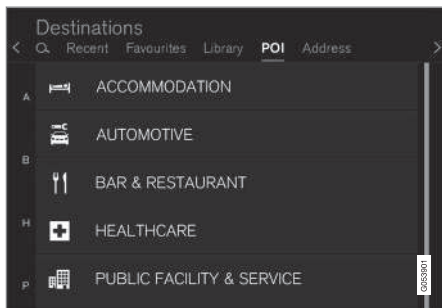 Destinations
Recent Favourites Library POI Address
A
ACCOMMODATION
AUTOMOTIVE
B
BAR & RESTAURANT
H
HEALTHCARE
P
PUBLIC FACILITY & SERVICE
G053901